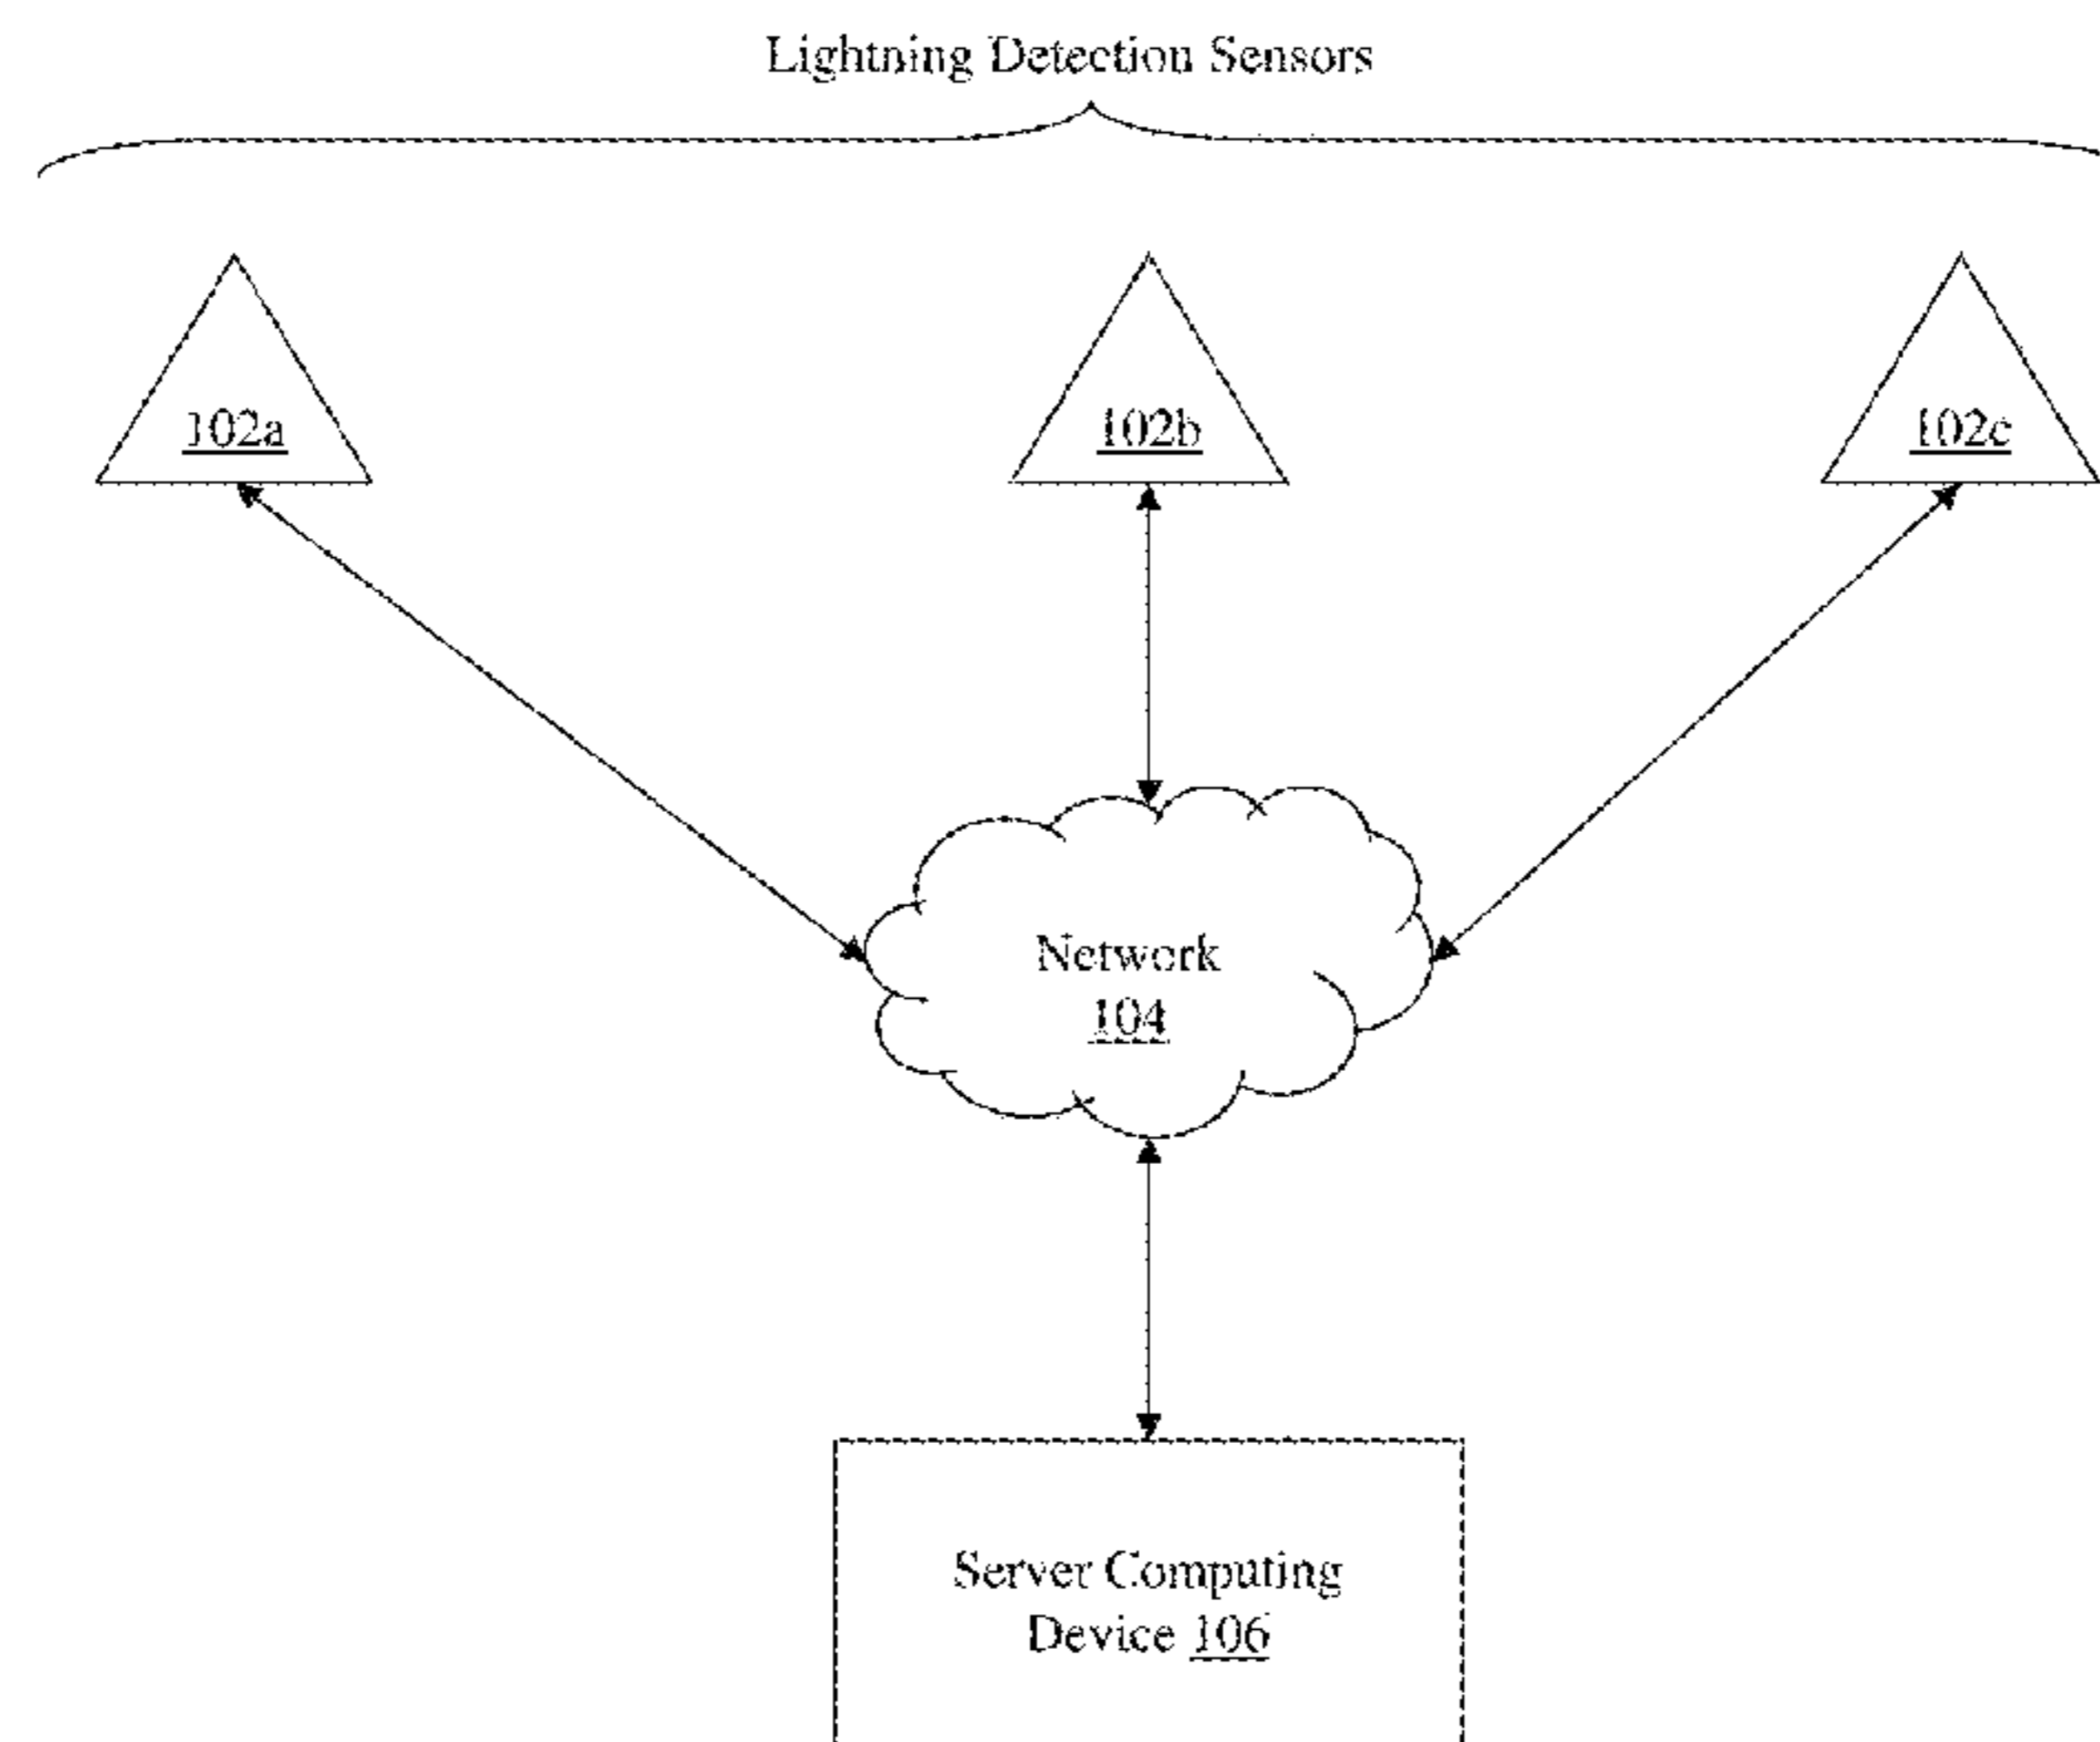 Lightning Detection Sensors
102a
102b
102c
Network
104
Server Computing
Device 106